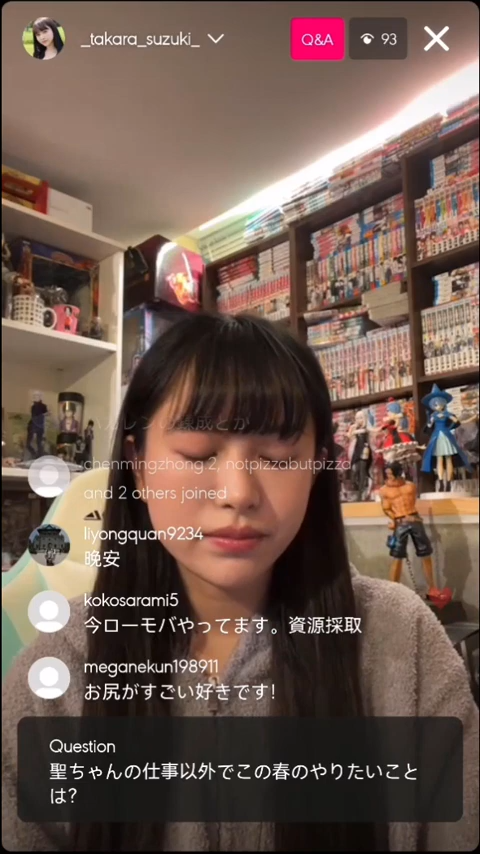 _takara_suzuki_
Q&A
93
chenmingzhong.2, notpizzabutpizza
and 2 others joined
liyongquan9234
晩安
kokosarami5
今ローモバやってます。資源採取
meganekun198911
お尻がすごい好きです!
Question
聖ちゃんの仕事以外でこの春のやりたいこと
は?